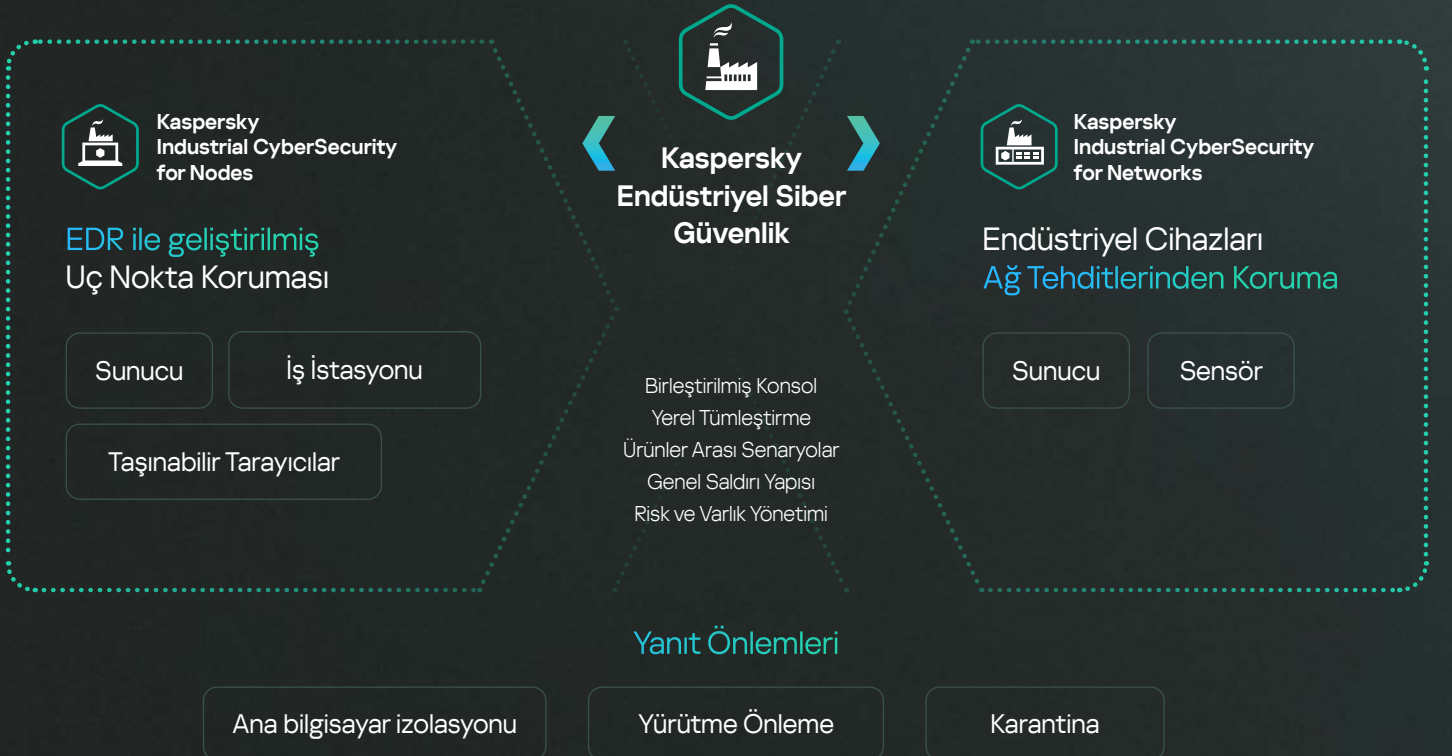 Kaspersky
Industrial CyberSecurity
for Nodes
EDR ile geliştirilmiş
Uç Nokta Koruması
Sunucu
İş İstasyonu
Taşınabilir Tarayıcılar
Kaspersky
Endüstriyel Siber
Güvenlik
Birleştirilmiş Konsol
Yerel Tümleştirme
Ürünler Arası Senaryolar
Genel Saldırı Yapısı
Risk ve Varlık Yönetimi
Kaspersky
Industrial CyberSecurity
for Networks
Endüstriyel Cihazları
Ağ Tehditlerinden Koruma
Sunucu
Sensör
Yanıt Önlemleri
Ana bilgisayar izolasyonu
Yürütme Önleme
Karantina